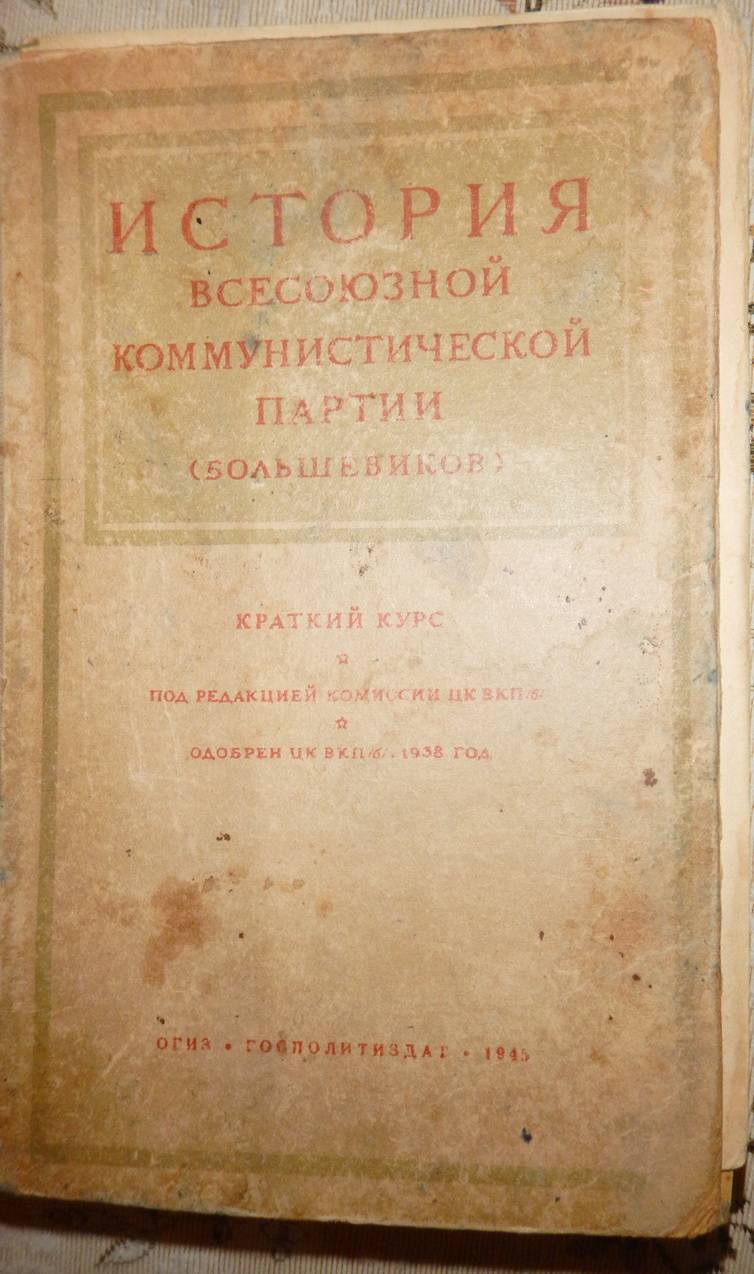 ИСТОРИЯ
ВСЕСОЮЗНОЙ
КОММУНИСТИЧЕСКОЙ
ПАРТИИ
(БОЛЬШЕВИКОВ)
КРАТКИЙ КУРС
ПОД РЕДАКЦИЕЙ КОМИССИИ ЦК ВКП/б/
ОДОБРЕН ЦК ВКП/б/. 1938 ГОД.
ОГИЗ • ГОСПОЛИТИЗДАТ • 1945